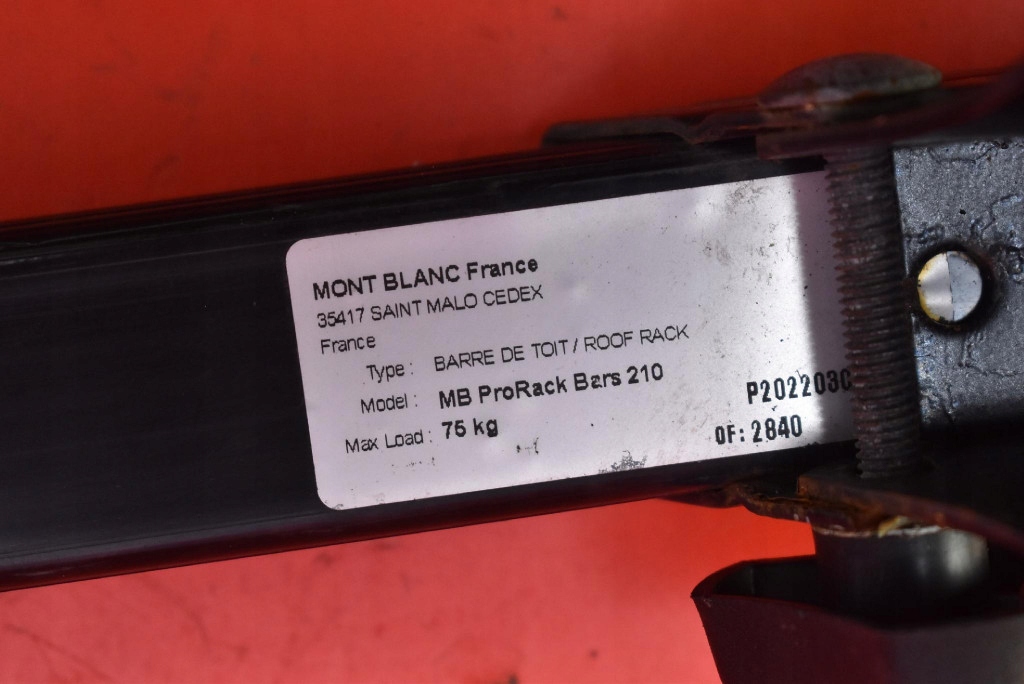 MONT BLANC France
35417 SAINT MALO CEDEX
France
Type : BARRE DE TOIT / ROOF RACK
Model : MB ProRack Bars 210
Max Load : 75 kg
P202203
OF: 2840